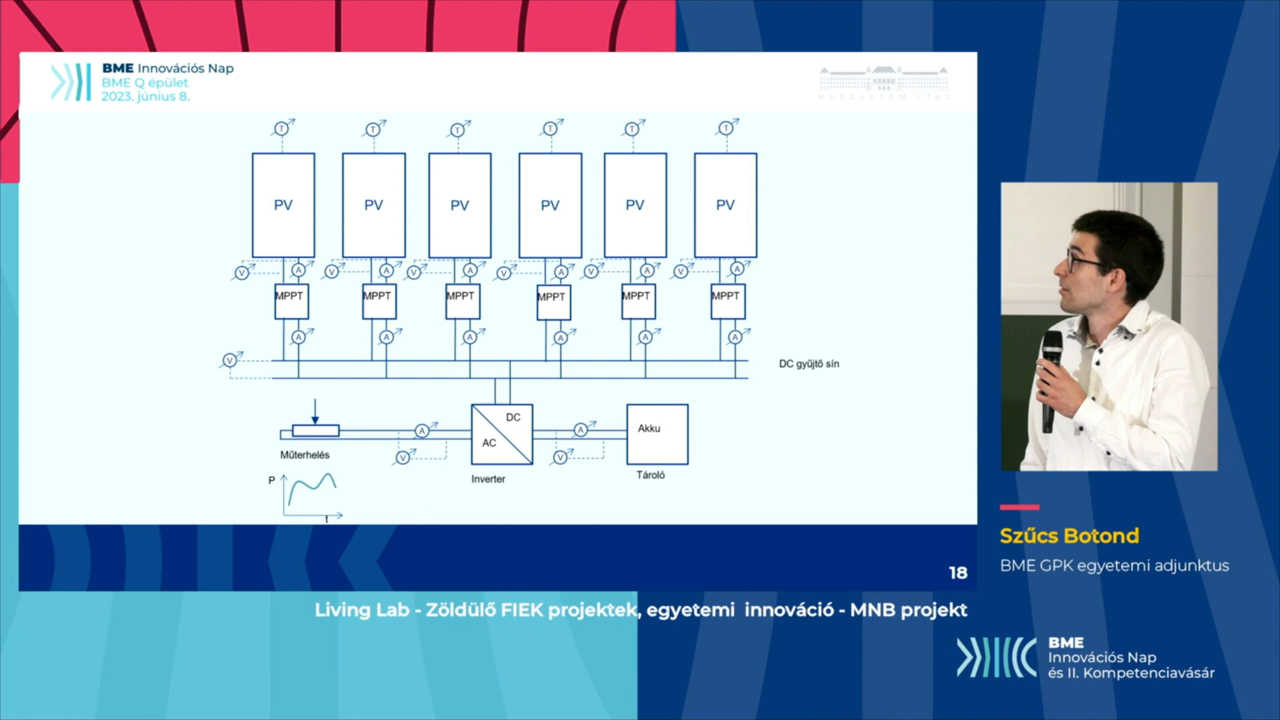 BME Innovációs Nap
BME Q épület
2023. június 8.
MŰEGYETEM 1782
T T T T T T
PV PV PV PV PV PV
V A V A V A V A V A V A
MPPT MPPT MPPT MPPT MPPT MPPT
A A A A A A
V
DC gyűjtő sín
DC
AC
A
V
A
V
Akku
Műterhelés
Inverter
Tároló
P
t
18
Szűcs Botond
BME GPK egyetemi adjunktus
Living Lab - Zöldülő FIEK projektek, egyetemi innováció - MNB projekt
BME
Innovációs Nap
és II. Kompetenciavásár